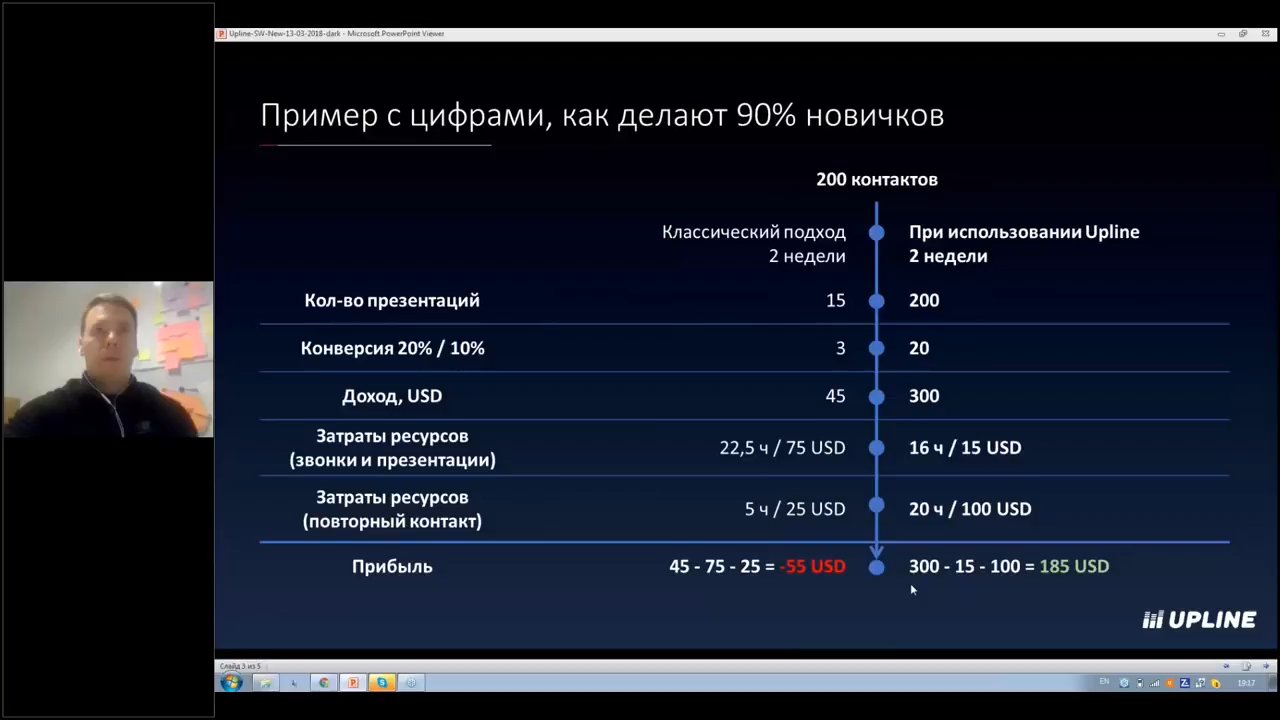 Upline-SW-New-13-03-2018-dark - Microsoft PowerPoint Viewer
Пример с цифрами, как делают 90% новичков
200 контактов
Классический подход
2 недели
При использовании Upline
2 недели
Кол-во презентаций 15 200
Конверсия 20% / 10% 3 20
Доход, USD 45 300
Затраты ресурсов
(звонки и презентации) 22,5 ч / 75 USD 16 ч / 15 USD
Затраты ресурсов
(повторный контакт) 5 ч / 25 USD 20 ч / 100 USD
Прибыль 45 - 75 - 25 = -55 USD 300 - 15 - 100 = 185 USD
UPLINE
Слайд 3 из 5
EN 19:17